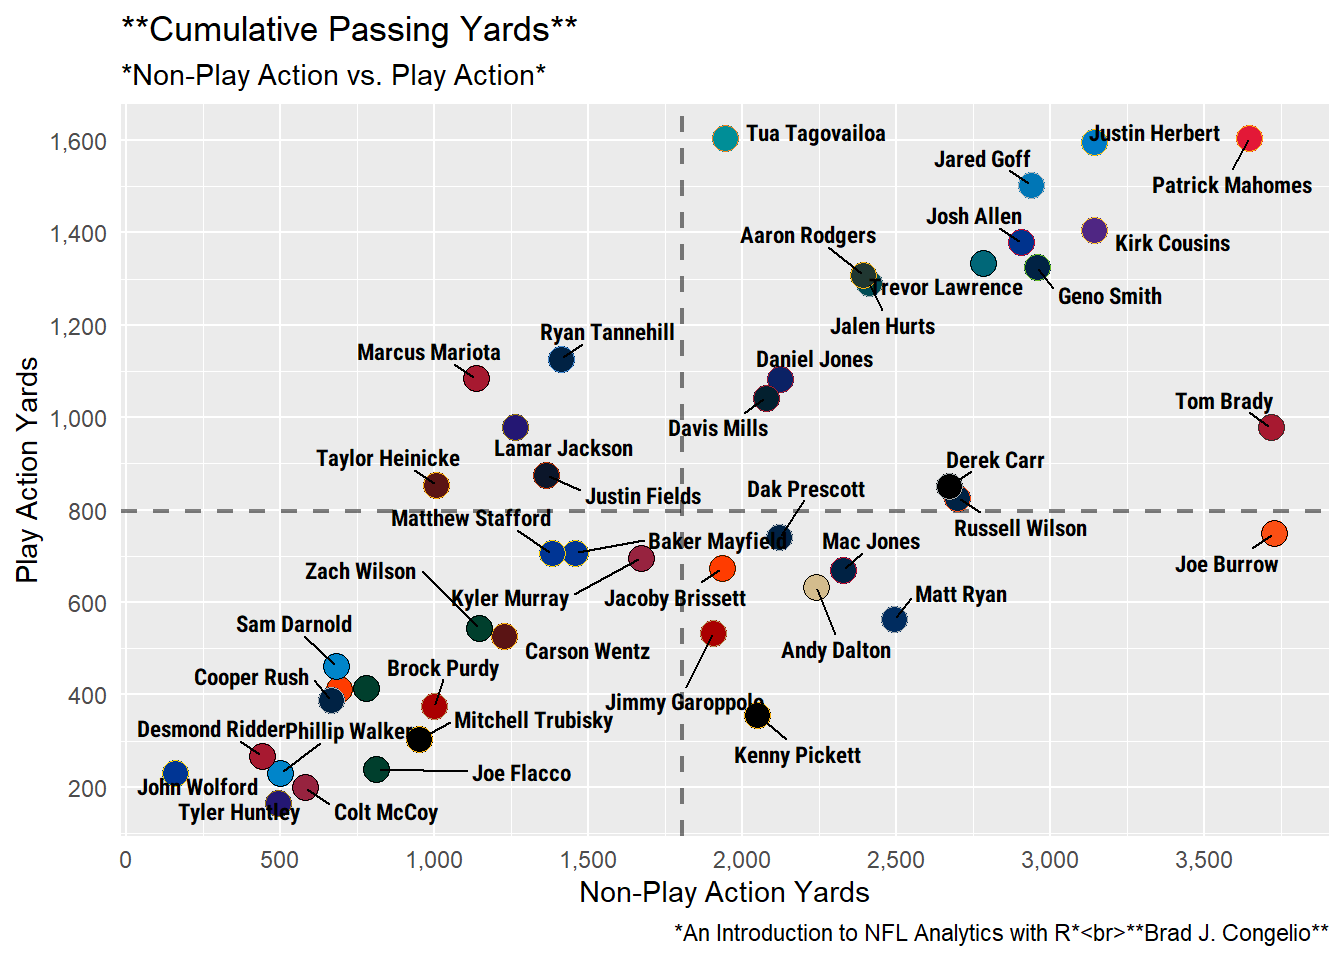 **Cumulative Passing Yards**
*Non-Play Action vs. Play Action*
Play Action Yards
1,600
1,400
1,200
1,000
800
600
400
200
Tua Tagovailoa
Justin Herbert
Jared Goff
Patrick Mahomes
Josh Allen
Aaron Rodgers
Kirk Cousins
Trevor Lawrence
Geno Smith
Jalen Hurts
Ryan Tannehill
Marcus Mariota
Daniel Jones
Tom Brady
Davis Mills
Lamar Jackson
Taylor Heinicke
Derek Carr
Justin Fields
Dak Prescott
Matthew Stafford
Russell Wilson
Baker Mayfield
Mac Jones
Joe Burrow
Zach Wilson
Kyler Murray
Jacoby Brissett
Matt Ryan
Sam Darnold
Carson Wentz
Andy Dalton
Brock Purdy
Cooper Rush
Jimmy Garoppolo
Mitchell Trubisky
Desmond Ridder
Phillip Walker
Kenny Pickett
Joe Flacco
John Wolford
Tyler Huntley
Colt McCoy
0
500
1,000
1,500
2,000
2,500
3,000
3,500
Non-Play Action Yards
*An Introduction to NFL Analytics with R*<br>**Brad J. Congelio**